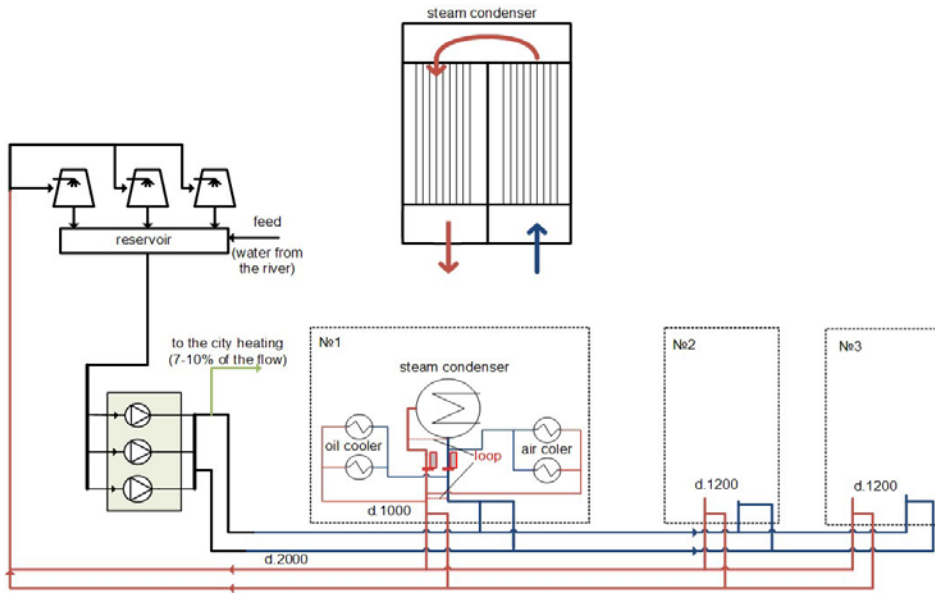 steam condenser
feed
reservoir
(water from
the river)
to the city heating
(7-10% of the flow)
№1
№2
№3
steam condenser
oil cooler
loop
air coler
d.1000
d.1200
d.1200
d.2000